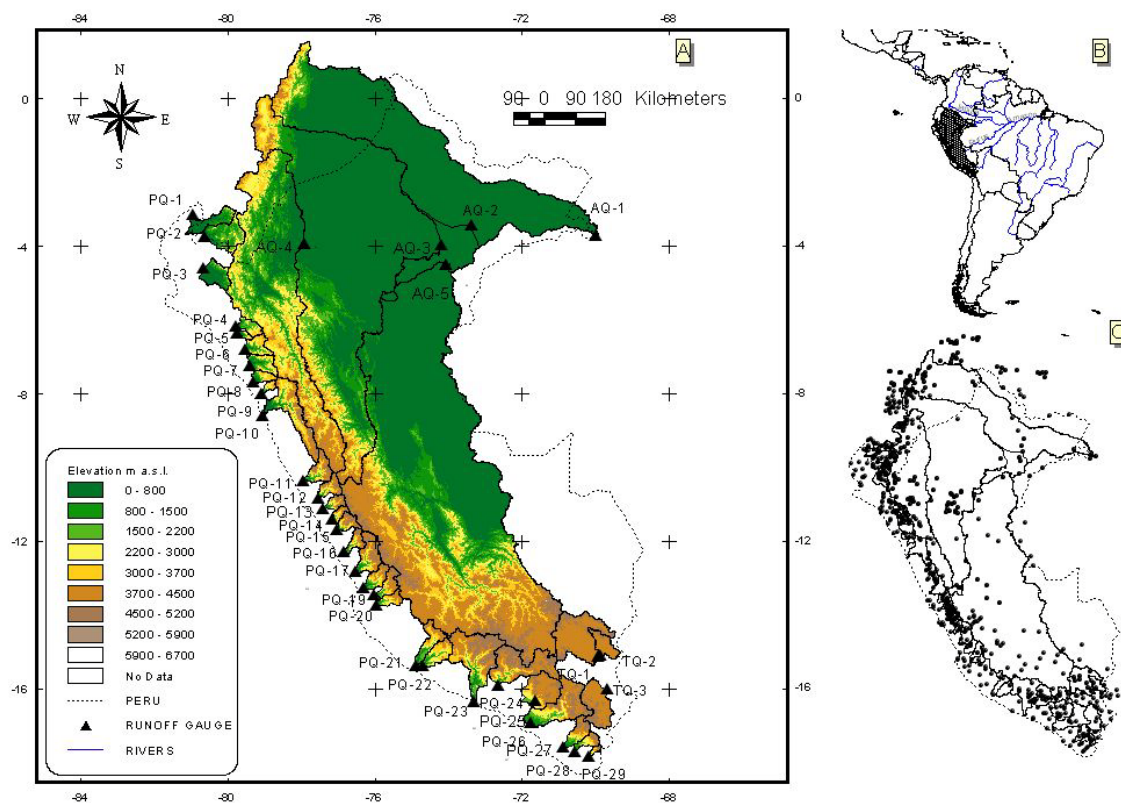 -80 -76 -72 -68
A
B
N
W E
S
90 0 90 180 Kilometers
0 0
PQ-1
PQ-2
PQ-3
AQ-1
AQ-2
AQ-3
AQ-4
AQ-5
-4 -4
PQ-4
PQ-5
PQ-6
PQ-7
PQ-8
PQ-9
PQ-10
-8 -8
C
PQ-11
PQ-12
PQ-13
PQ-14
PQ-15
PQ-16
PQ-17
PQ-19
PQ-20
-12 -12
PQ-21
PQ-22
PQ-23
PQ-24
PQ-25
PQ-26
PQ-27
PQ-28
PQ-29
TQ-1
TQ-2
TQ-3
-16 -16
Elevation m a.s.l.
0 - 800
800 - 1500
1500 - 2200
2200 - 3000
3000 - 3700
3700 - 4500
4500 - 5200
5200 - 5900
5900 - 6700
No Data
PERU
RUNOFF GAUGE
RIVERS
-80 -76 -72 -68